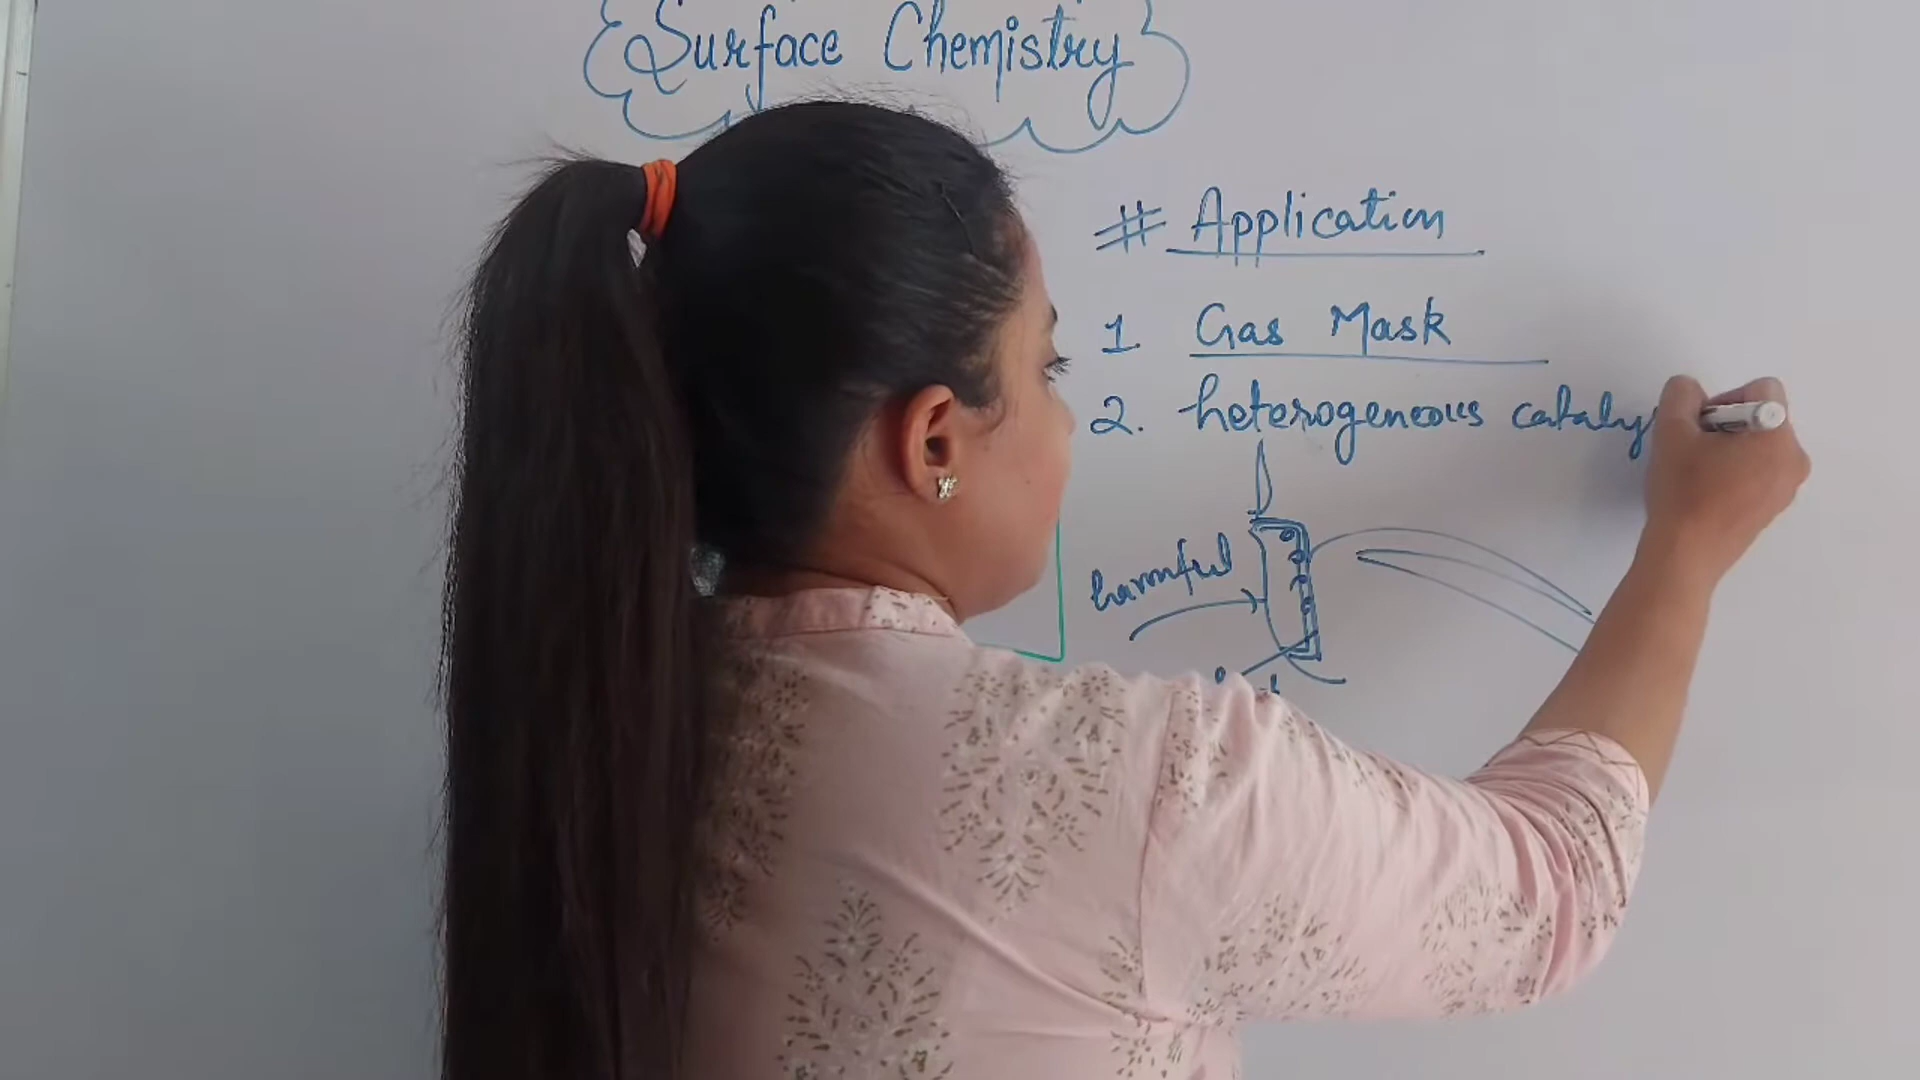 Surface Chemistry
# Application
1 Gas Mask
2. heterogeneous cataly
harmful